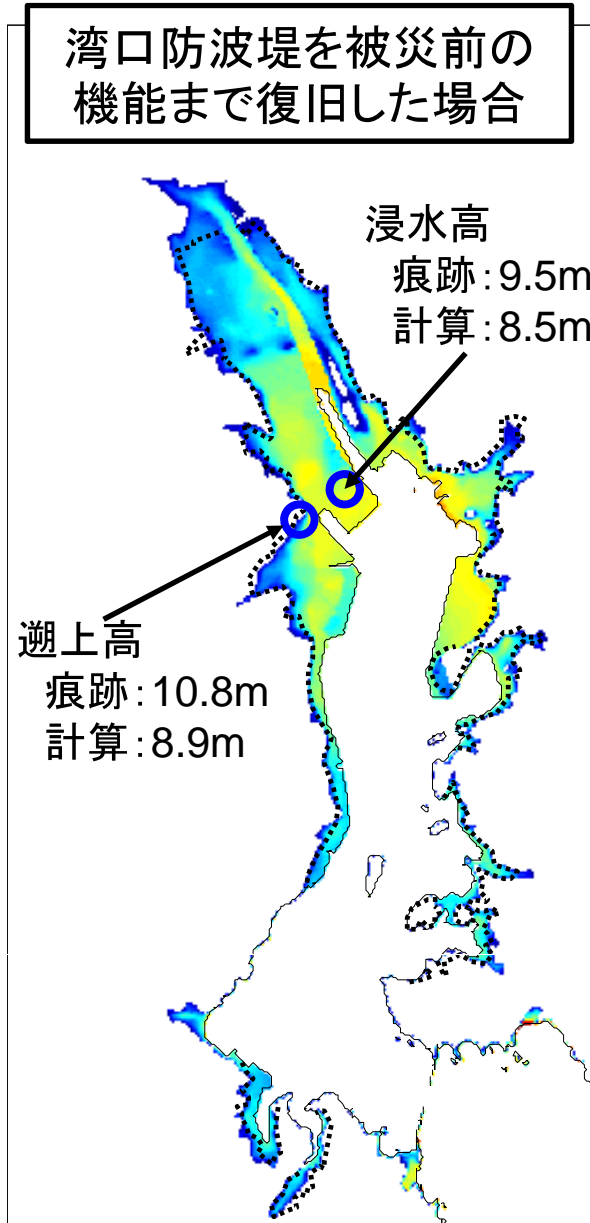 湾口防波堤を被災前の
機能まで復旧した場合
浸水高
痕跡：9.5m
計算：8.5m
遡上高
痕跡：10.8m
計算：8.9m